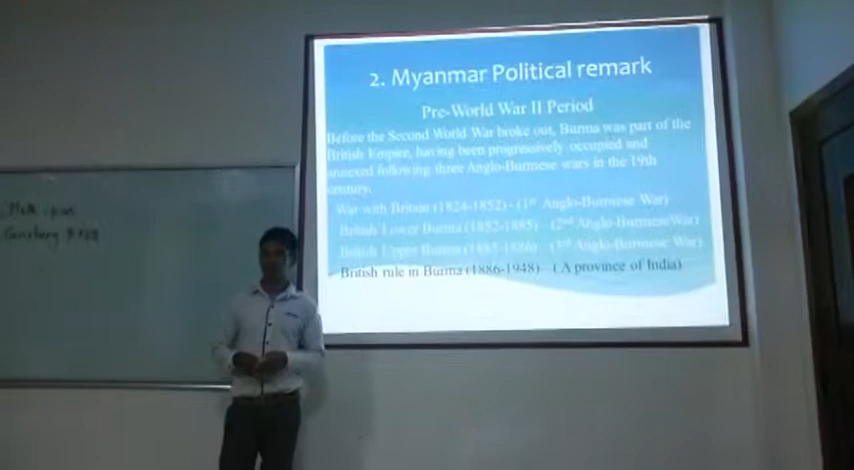 2. Myanmar Political remark
Pre-World War II Period
Before the Second World War broke out, Burma was part of the
British Empire, having been progressively occupied and
annexed following three Anglo-Burmese wars in the 19th
century.
War with Britain (1824-1852) - (1st Anglo-Burmese War)
British Lower Burma (1852-1885) - (2nd Anglo-Burmese War)
British Upper Burma (1885-1886) - (3rd Anglo-Burmese War)
British rule in Burma (1886-1948) - ( A province of India)